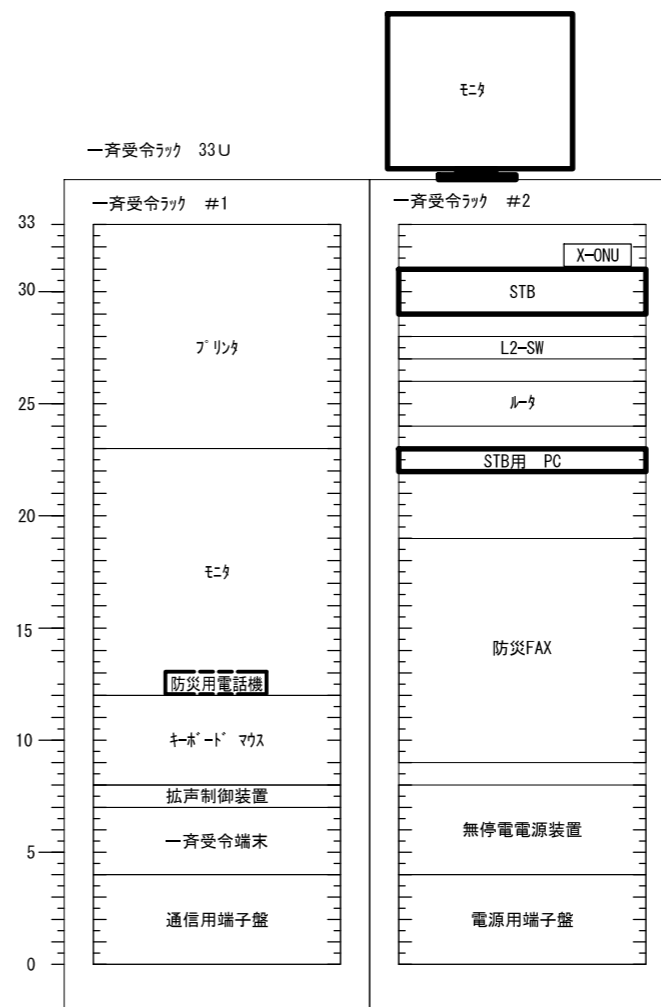 モニタ
一斉受令ラック 33U
一斉受令ラック #1
一斉受令ラック #2
33
30
25
20
15
10
5
0
プリンタ
モニタ
防災用電話機
キーボード マウス
拡声制御装置
一斉受令端末
通信用端子盤
X-ONU
STB
L2-SW
ルータ
STB用 PC
防災FAX
無停電電源装置
電源用端子盤